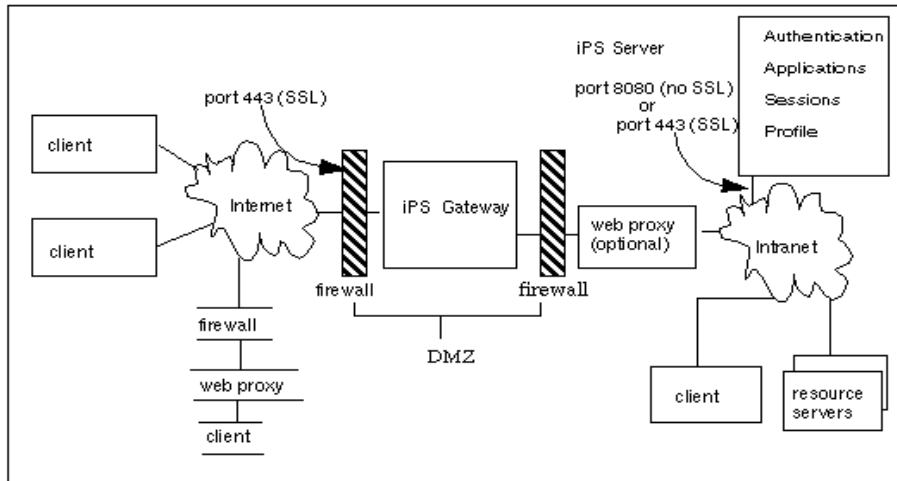 iPS Server
Authentication
Applications
Sessions
Profile
port 443 (SSL)
port 8080 (no SSL)
or
port 443 (SSL)
client
client
Internet
iPS Gateway
web proxy
(optional)
Intranet
firewall
firewall
DMZ
firewall
web proxy
client
client
resource
servers